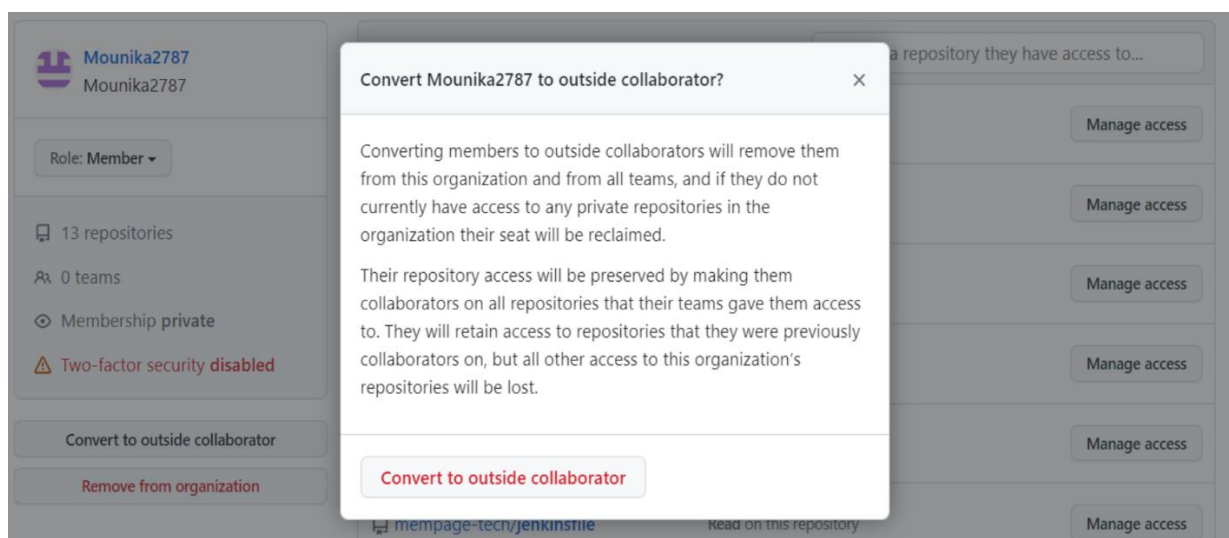 Mounika2787
Mounika2787
Role: Member
13 repositories
0 teams
Membership private
Two-factor security disabled
Convert to outside collaborator
Remove from organization
Convert Mounika2787 to outside collaborator?
Converting members to outside collaborators will remove them
from this organization and from all teams, and if they do not
currently have access to any private repositories in the
organization their seat will be reclaimed.
Their repository access will be preserved by making them
collaborators on all repositories that their teams gave them access
to. They will retain access to repositories that they were previously
collaborators on, but all other access to this organization's
repositories will be lost.
Convert to outside collaborator
a repository they have access to...
Manage access
Manage access
Manage access
Manage access
Manage access
mempage-tech/jenkinsfile Read on this repository Manage access